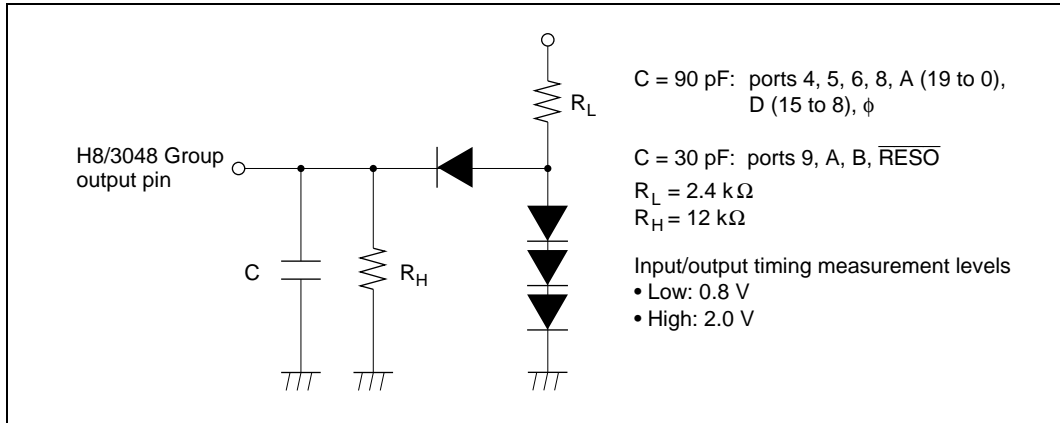 H8/3048 Group
output pin
C
R_H
R_L
C = 90 pF: ports 4, 5, 6, 8, A (19 to 0),
D (15 to 8), ϕ
C = 30 pF: ports 9, A, B, R̅E̅S̅O̅
R_L = 2.4 kΩ
R_H = 12 kΩ
Input/output timing measurement levels
• Low: 0.8 V
• High: 2.0 V